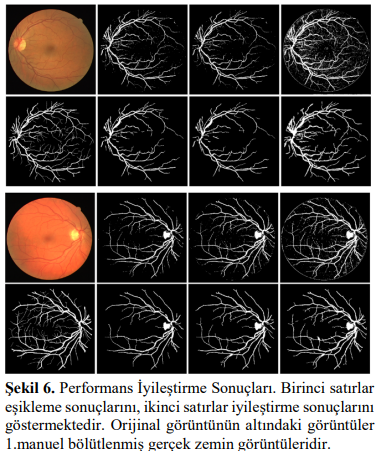 Şekil 6. Performans İyileştirme Sonuçları. Birinci satırlar
eşikleme sonuçlarını, ikinci satırlar iyileştirme sonuçlarını
göstermektedir. Orijinal görüntünün altındaki görüntüler
1.manuel bölütlenmiş gerçek zemin görüntüleridir.